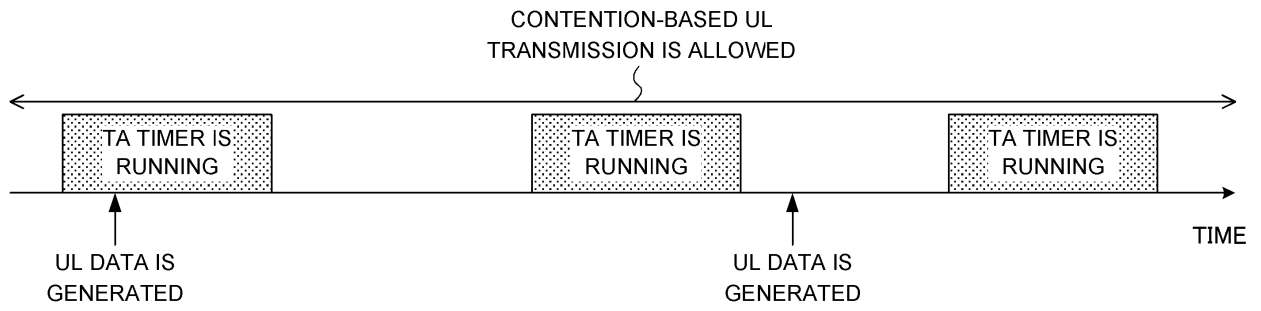 CONTENTION-BASED UL
TRANSMISSION IS ALLOWED
TA TIMER IS
RUNNING
TA TIMER IS
RUNNING
TA TIMER IS
RUNNING
TIME
UL DATA IS
GENERATED
UL DATA IS
GENERATED